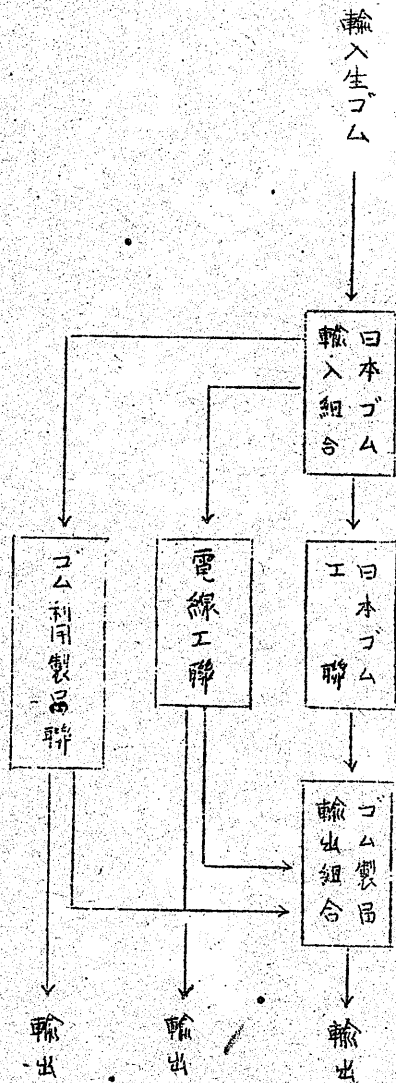 輸入生ゴム
日本ゴム
輸入組合
日本ゴム
工聯
電線工聯
ゴム利用製品聯
ゴム製品
輸出組合
輸出
輸出
輸出